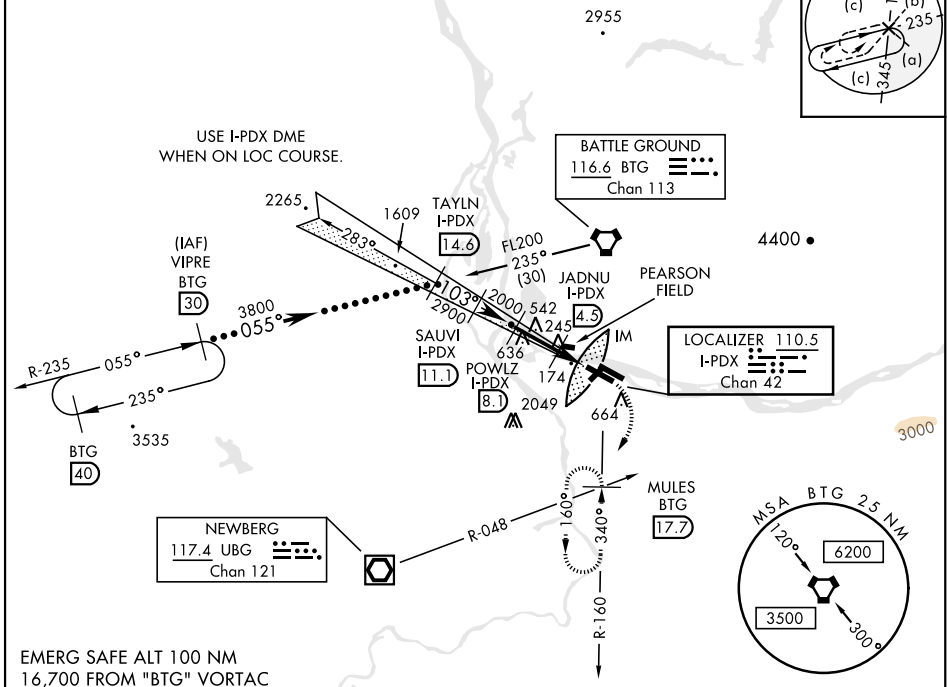 2955
(c)
(b)
235
(a)
(c)
345
USE I-PDX DME
WHEN ON LOC COURSE.
BATTLE GROUND
116.6 BTG
Chan 113
2265
1609
TAYLN
I-PDX
14.6
FL200
235°
(30)
4400
283°
(IAF)
VIPRE
BTG
30
3800
055°
103°
2000
2900
542
245
JADNU
I-PDX
4.5
PEARSON
FIELD
IM
LOCALIZER 110.5
I-PDX
Chan 42
SAUVI
I-PDX
11.1
636
POWLZ
I-PDX
8.1
174
2049
664
R-235
055°
235°
3535
BTG
40
3000
MULES
BTG
17.7
160°
340°
R-048
R-160
NEWBERG
117.4 UBG
Chan 121
MSA BTG 25 NM
120°
6200
3500
300°
EMERG SAFE ALT 100 NM
16,700 FROM "BTG" VORTAC